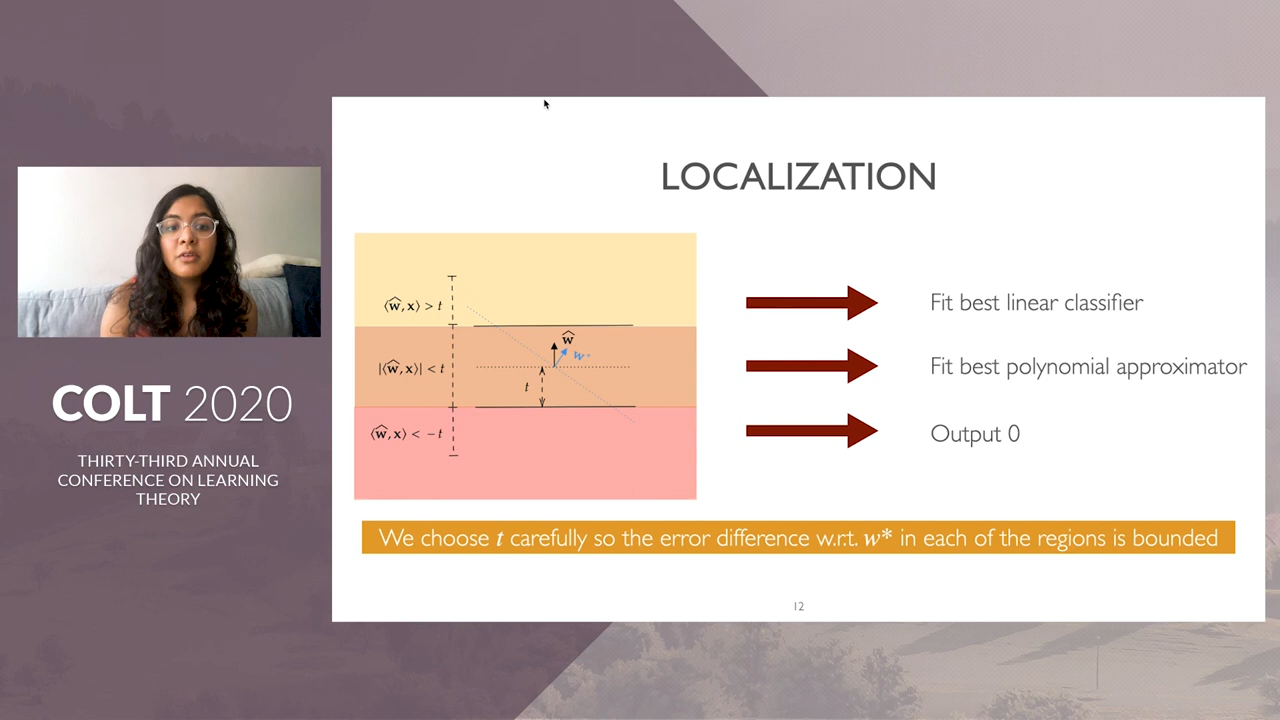 LOCALIZATION
⟨ŵ, x⟩ > t
ŵ
w*
|⟨ŵ, x⟩| < t
t
⟨ŵ, x⟩ < −t
Fit best linear classifier
Fit best polynomial approximator
Output 0
We choose t carefully so the error difference w.r.t. w* in each of the regions is bounded
12
COLT 2020
THIRTY-THIRD ANNUAL
CONFERENCE ON LEARNING
THEORY